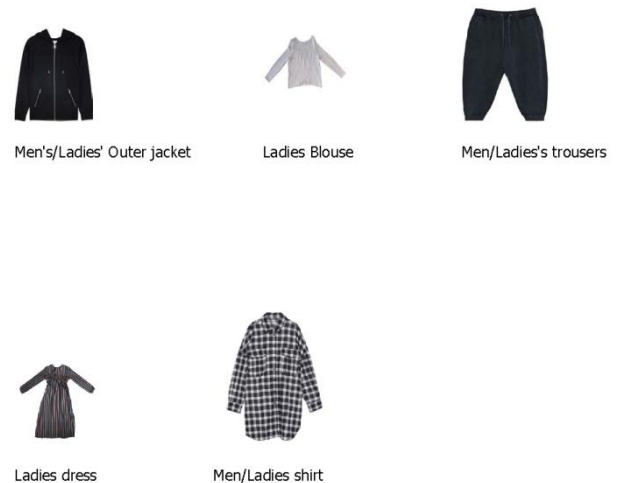 Men's/Ladies' Outer jacket
Ladies Blouse
Men/Ladies's trousers
Ladies dress
Men/Ladies shirt